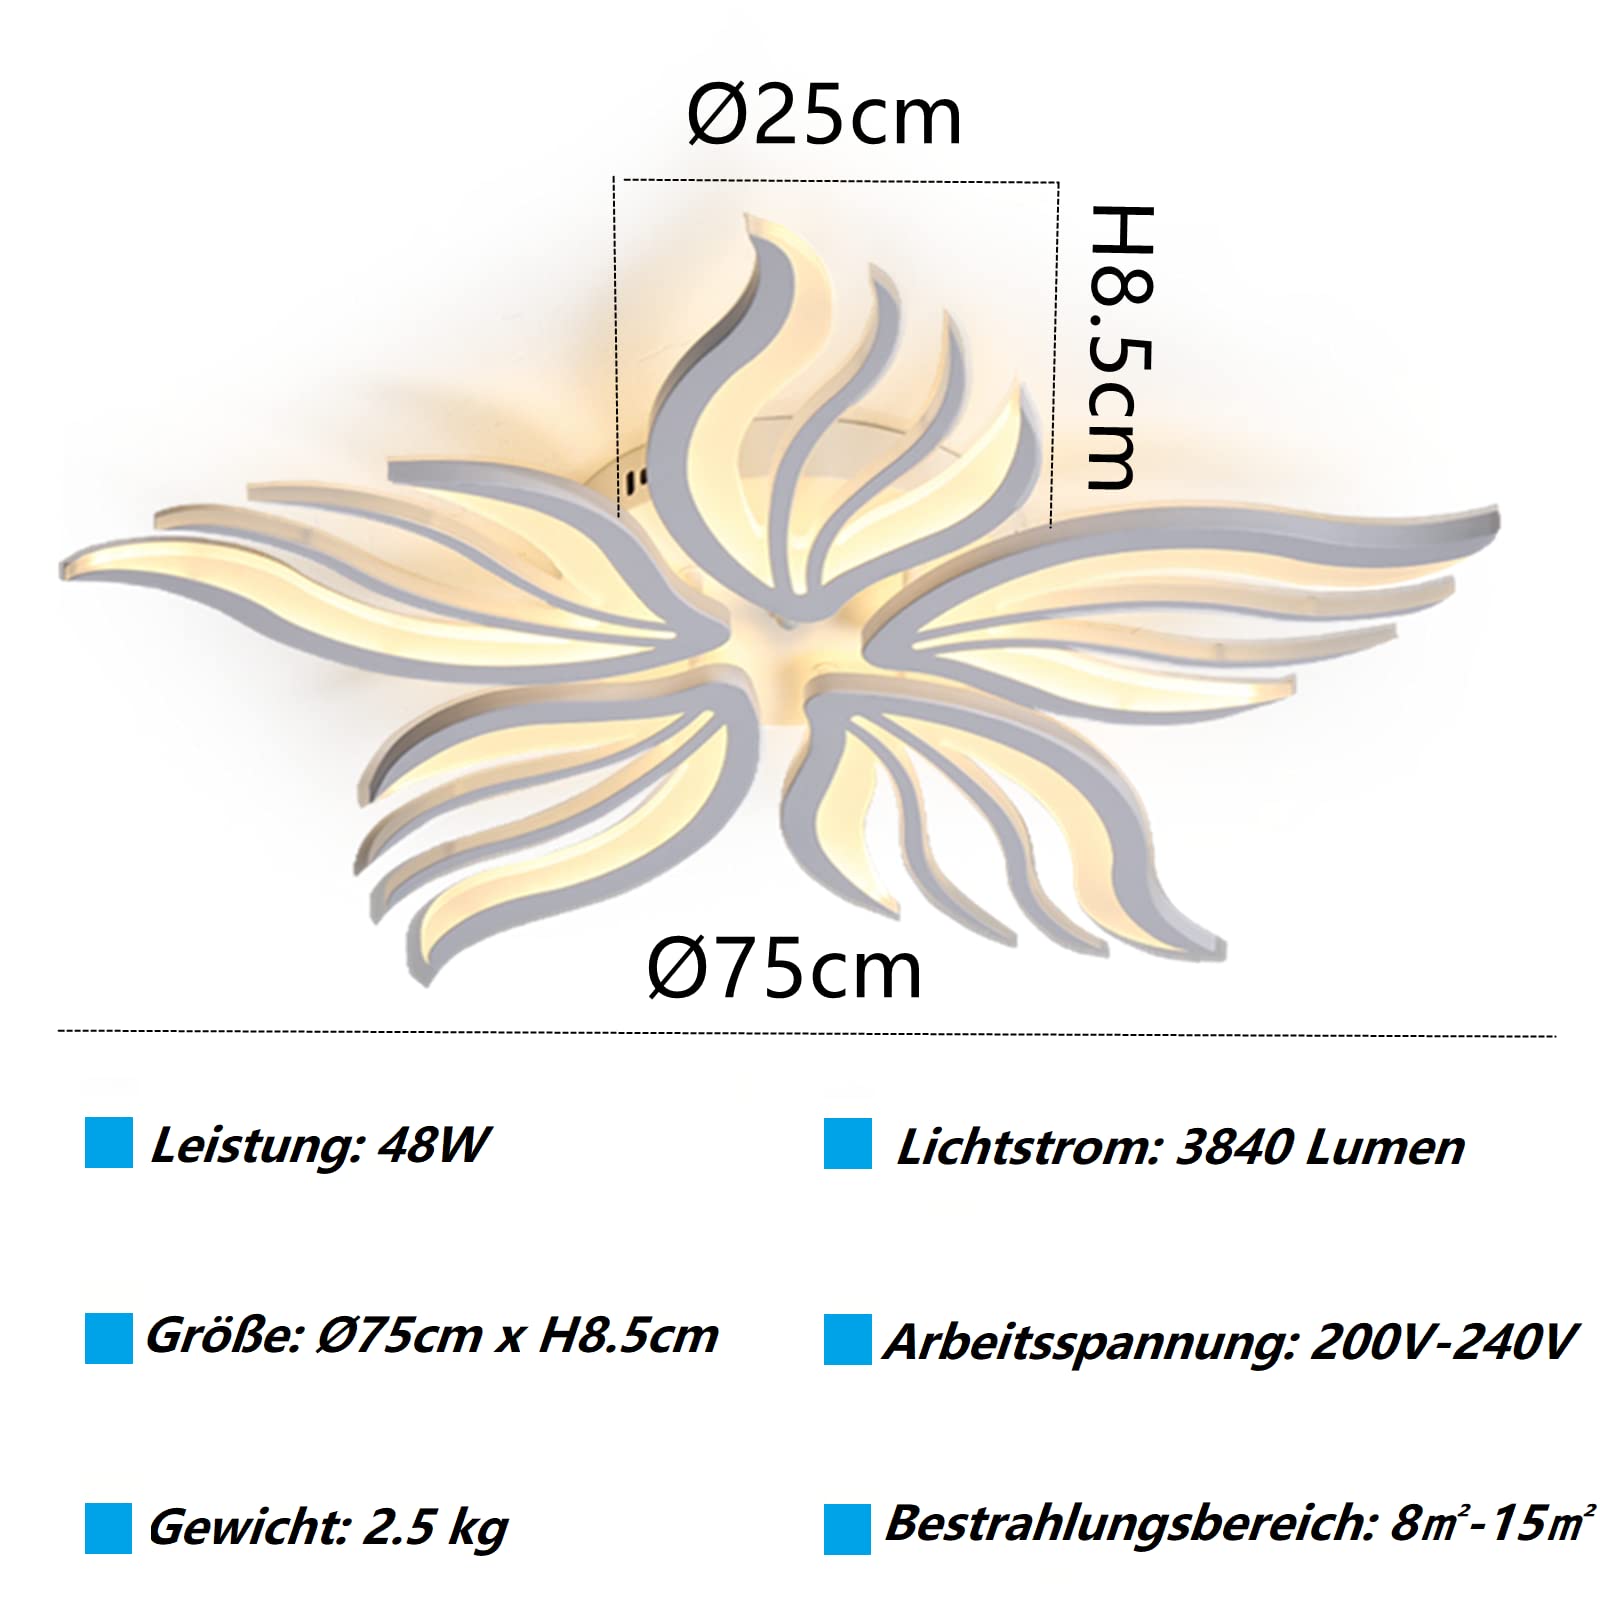 Ø25cm
H8.5cm
Ø75cm
Leistung: 48W
Lichtstrom: 3840 Lumen
Größe: Ø75cm x H8.5cm
Arbeitsspannung: 200V-240V
Gewicht: 2.5 kg
Bestrahlungsbereich: 8㎡-15㎡